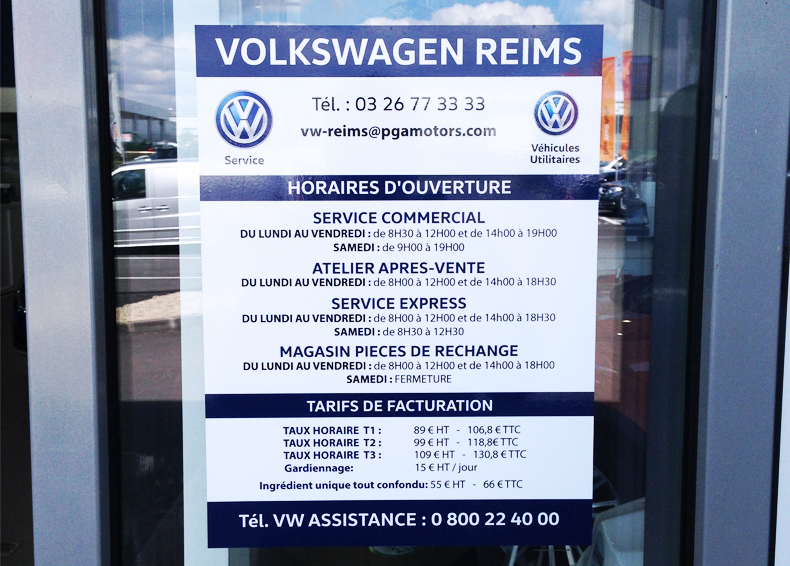 VOLKSWAGEN REIMS
Tél. : 03 26 77 33 33
vw-reims@pgamotors.com
Service
Véhicules
Utilitaires
HORAIRES D'OUVERTURE
SERVICE COMMERCIAL
DU LUNDI AU VENDREDI : de 8H30 à 12H00 et de 14h00 à 19H00
SAMEDI : de 9H00 à 19H00
ATELIER APRES-VENTE
DU LUNDI AU VENDREDI : de 8H00 à 12H00 et de 14h00 à 18H30
SERVICE EXPRESS
DU LUNDI AU VENDREDI : de 8H00 à 12H00 et de 14h00 à 18H30
SAMEDI : de 8H30 à 12H30
MAGASIN PIECES DE RECHANGE
DU LUNDI AU VENDREDI : de 8H00 à 12H00 et de 14h00 à 18H00
SAMEDI : FERMETURE
TARIFS DE FACTURATION
TAUX HORAIRE T1 : 89 € HT - 106,8 € TTC
TAUX HORAIRE T2 : 99 € HT - 118,8€ TTC
TAUX HORAIRE T3 : 109 € HT - 130,8 € TTC
Gardiennage: 15 € HT / jour
Ingrédient unique tout confondu: 55 € HT - 66 € TTC
Tél. VW ASSISTANCE : 0 800 22 40 00